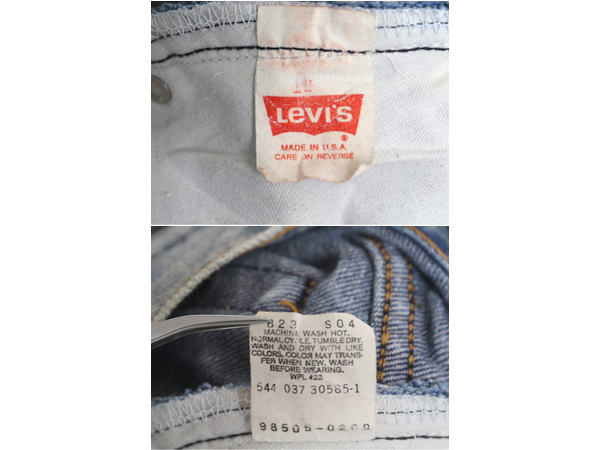 LEVI'S
®
MADE IN U.S.A.
CARE ON REVERSE
823 S04
MACHINE WASH HOT.
NORMAL CYCLE, TUMBLE DRY.
WASH AND DRY WITH LIKE
COLORS. COLOR MAY TRANS-
FER WHEN NEW. WASH
BEFORE WEARING.
WPL 423
544 037 30585-1
98505-0260